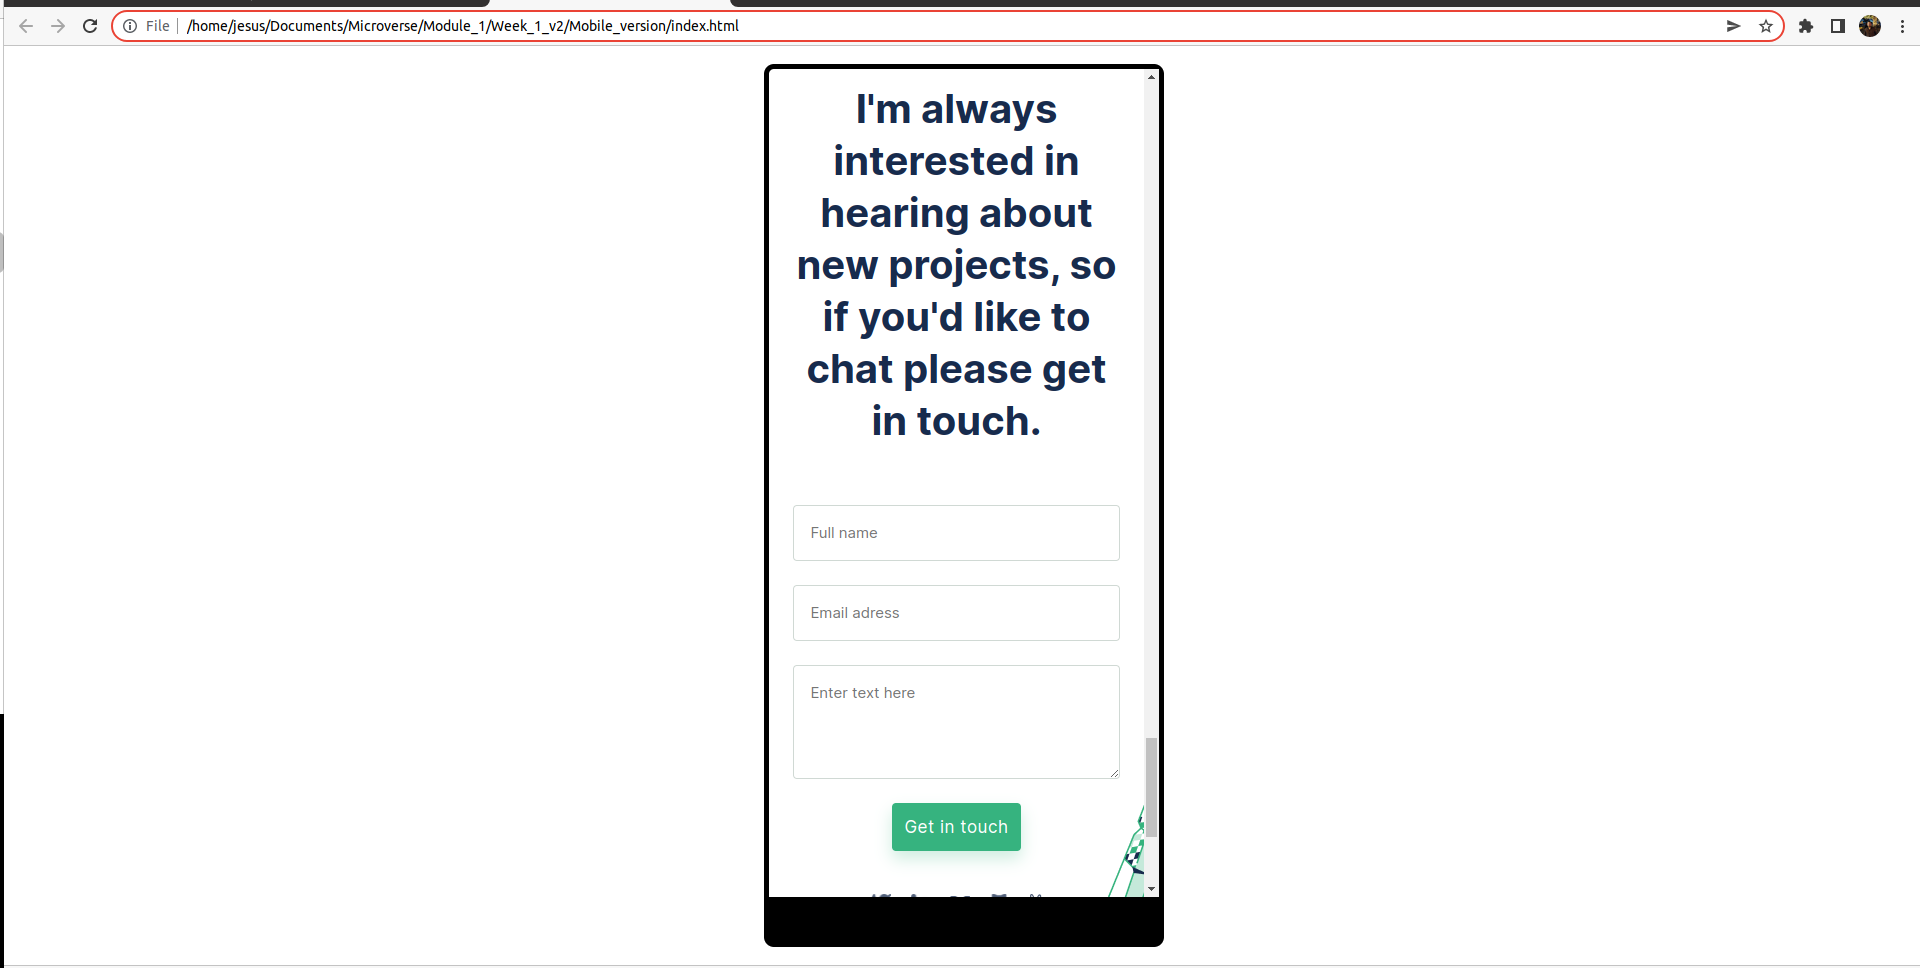 File /home/jesus/Documents/Microverse/Module_1/Week_1_v2/Mobile_version/index.html
I'm always
interested in
hearing about
new projects, so
if you'd like to
chat please get
in touch.
Full name
Email adress
Enter text here
Get in touch